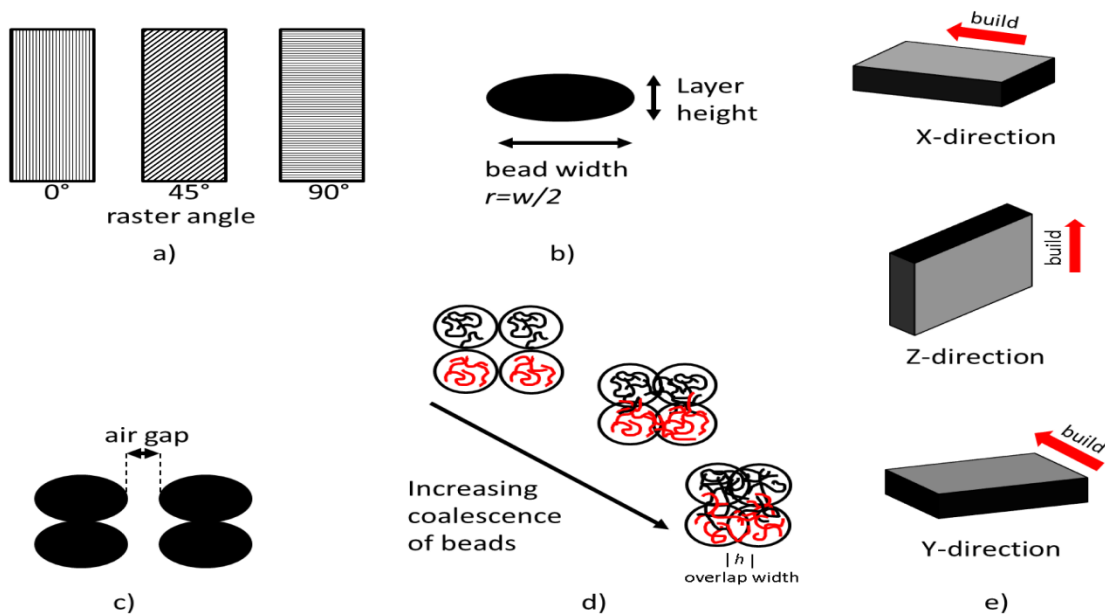 0°
45°
90°
raster angle
a)
Layer
height
bead width
r=w/2
b)
air gap
c)
Increasing
coalescence
of beads
| h |
overlap width
d)
build
X-direction
build
Z-direction
build
Y-direction
e)